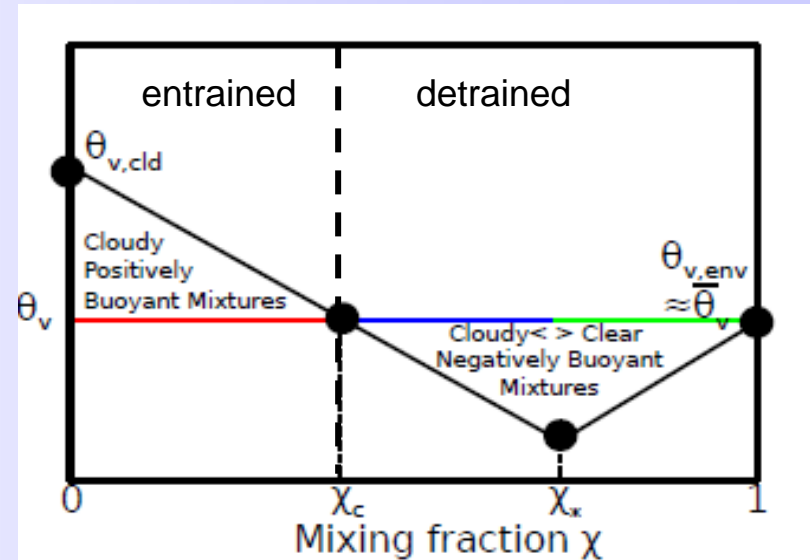 entrained
detrained
θv,cld
Cloudy
Positively
Buoyant Mixtures
θv
θv,env
≈θ̅v
Cloudy< > Clear
Negatively Buoyant
Mixtures
0
χc
χ*
1
Mixing fraction χ